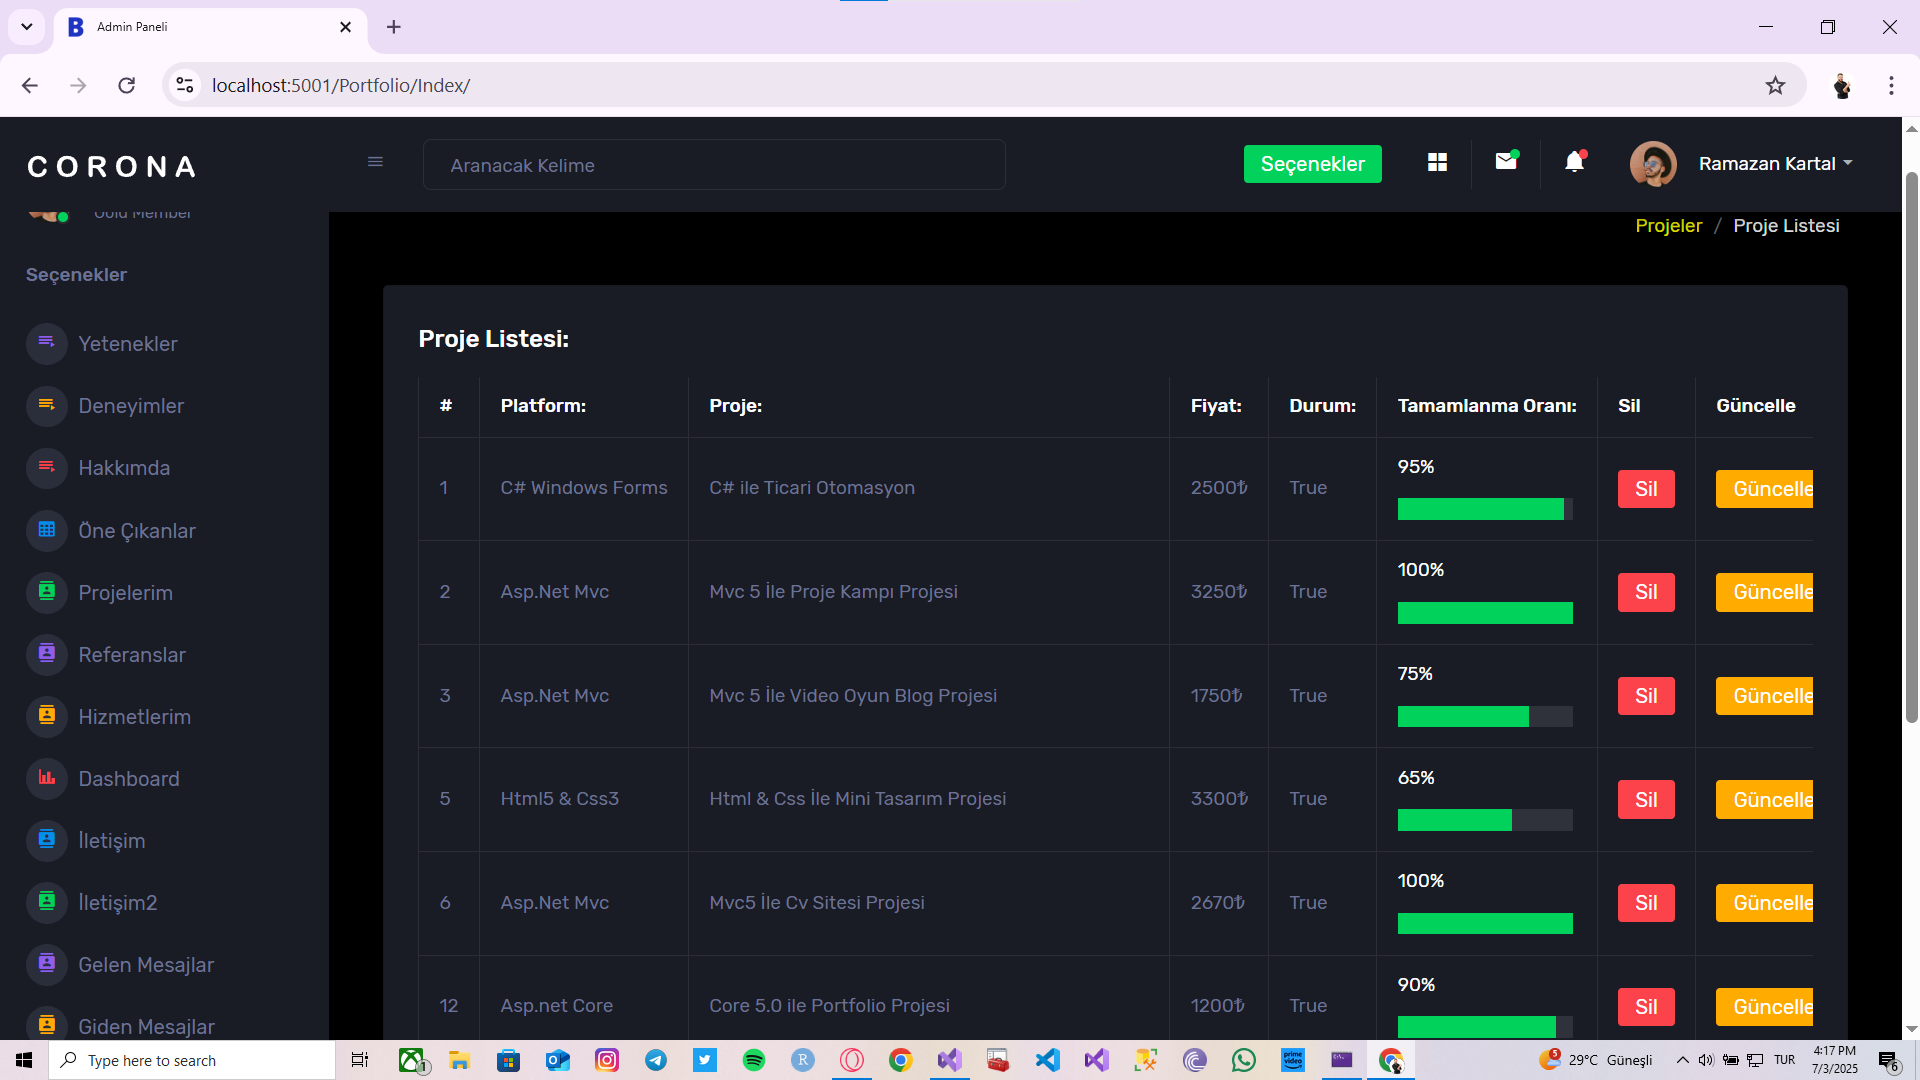 Admin Paneli
localhost:5001/Portfolio/Index/
CORONA
Aranacak Kelime
Seçenekler
Ramazan Kartal
Gold Member
Projeler / Proje Listesi
Seçenekler
Yetenekler
Deneyimler
Hakkımda
Öne Çıkanlar
Projelerim
Referanslar
Hizmetlerim
Dashboard
İletişim
İletişim2
Gelen Mesajlar
Giden Mesajlar
Proje Listesi:
# Platform: Proje: Fiyat: Durum: Tamamlanma Oranı: Sil Güncelle
1 C# Windows Forms C# ile Ticari Otomasyon 2500₺ True 95% Sil Güncelle
2 Asp.Net Mvc Mvc 5 İle Proje Kampı Projesi 3250₺ True 100% Sil Güncelle
3 Asp.Net Mvc Mvc 5 İle Video Oyun Blog Projesi 1750₺ True 75% Sil Güncelle
5 Html5 & Css3 Html & Css İle Mini Tasarım Projesi 3300₺ True 65% Sil Güncelle
6 Asp.Net Mvc Mvc5 İle Cv Sitesi Projesi 2670₺ True 100% Sil Güncelle
12 Asp.net Core Core 5.0 ile Portfolio Projesi 1200₺ True 90% Sil Güncelle
Type here to search
1
R
prime video
5
29°C Güneşli
TUR
4:17 PM
7/3/2025
6